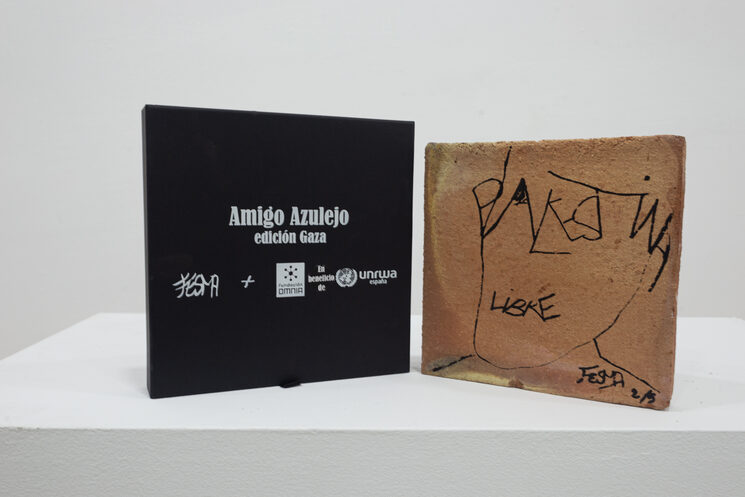 Amigo Azulejo
edición Gaza
FESMA + fundación OMNIA En beneficio de unrwa españa
PALESTINA
LIBRE
FESMA
2/5